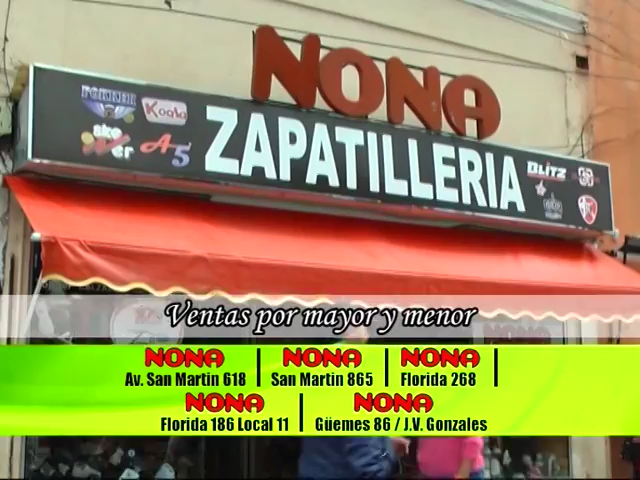 NONA
ZAPATILLERIA
FORNER
Koala
A5
BLITZ
Ventas por mayor y menor
NONA NONA NONA
Av. San Martin 618 San Martin 865 Florida 268
NONA NONA
Florida 186 Local 11 Güemes 86 / J.V. Gonzales